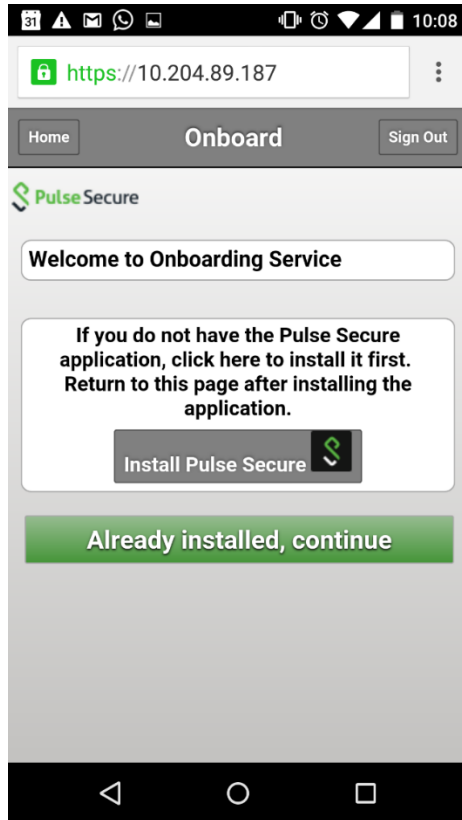 31
10:08
https://10.204.89.187
Home
Onboard
Sign Out
Pulse Secure
Welcome to Onboarding Service
If you do not have the Pulse Secure
application, click here to install it first.
Return to this page after installing the
application.
Install Pulse Secure
Already installed, continue